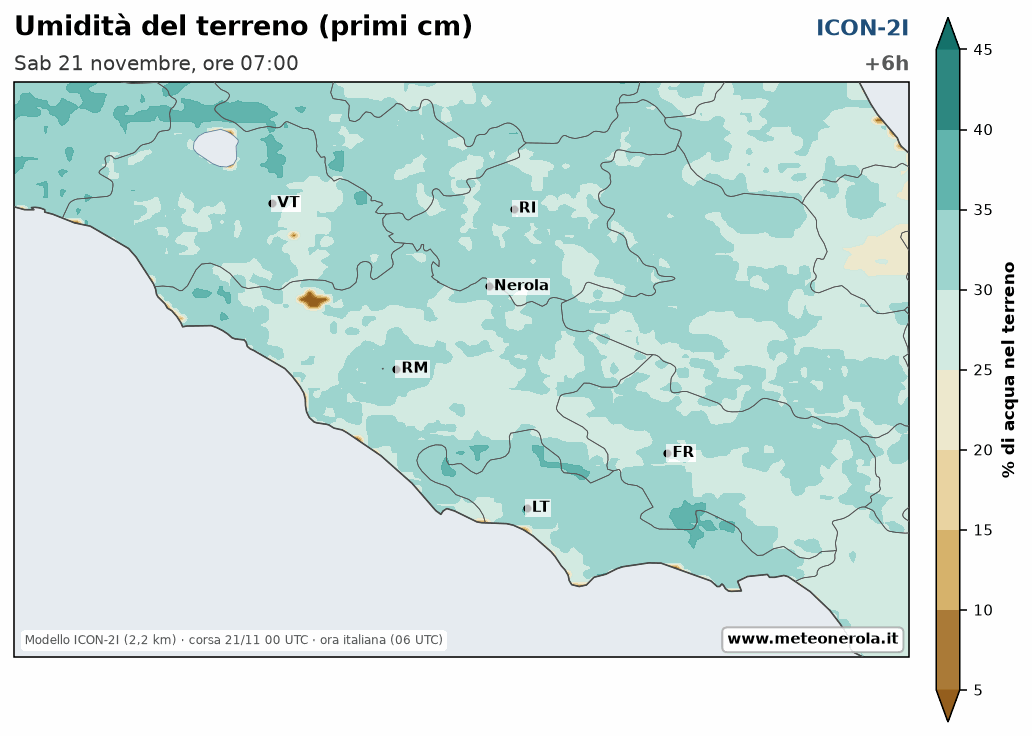 Umidità del terreno (primi cm)
ICON-2I
Sab 21 novembre, ore 07:00
+6h
45
40
35
30
25
20
15
10
5
% di acqua nel terreno
VT
RI
Nerola
RM
FR
LT
Modello ICON-2I (2,2 km) · corsa 21/11 00 UTC · ora italiana (06 UTC)
www.meteonerola.it